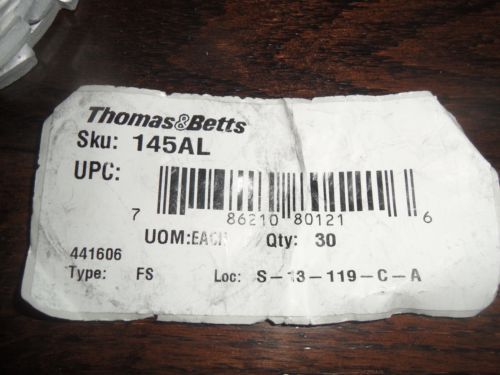 Thomas&Betts
Sku: 145AL
UPC:
7 86210 80121 6
UOM:EACH Qty: 30
441606
Type: FS Loc: S-13-119-C-A